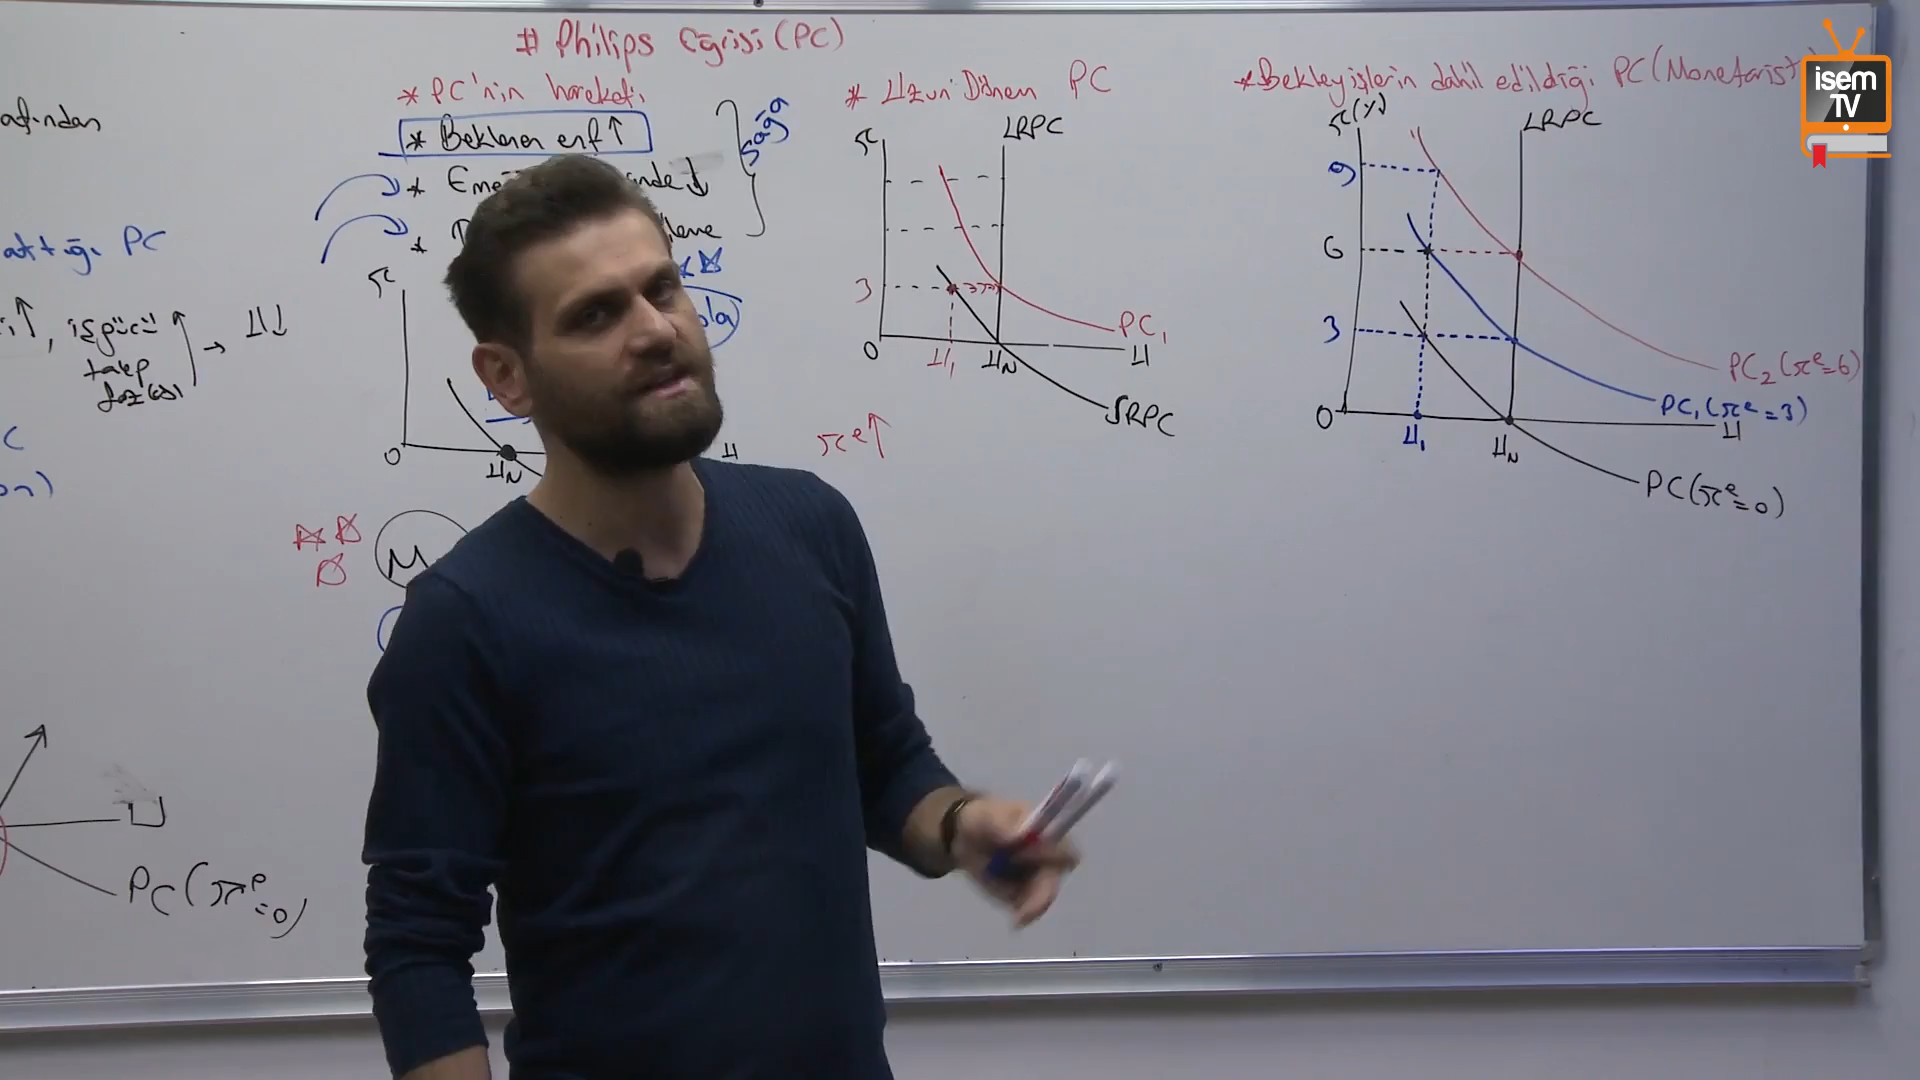 # Philips Eğrisi (PC)
* PC'nin hareketi
* Beklenen enf ↑
* Eme
* 
lene
Sağa
π
0
UN
U
afından
PC
↑, işgücü ↑ → U↓
talep
fazlası
U
PC (πe = 0)
* Uzun Dönem PC
π
LRPC
3
0
U1
UN
U
PC1
SRPC
πe ↑
* Bekleyişlerin dahil edildiği PC (Monetarist
π(%)
LRPC
9
6
3
0
U1
UN
U
PC2 (πe = 6)
PC1 (πe = 3)
PC (πe = 0)
isem
TV